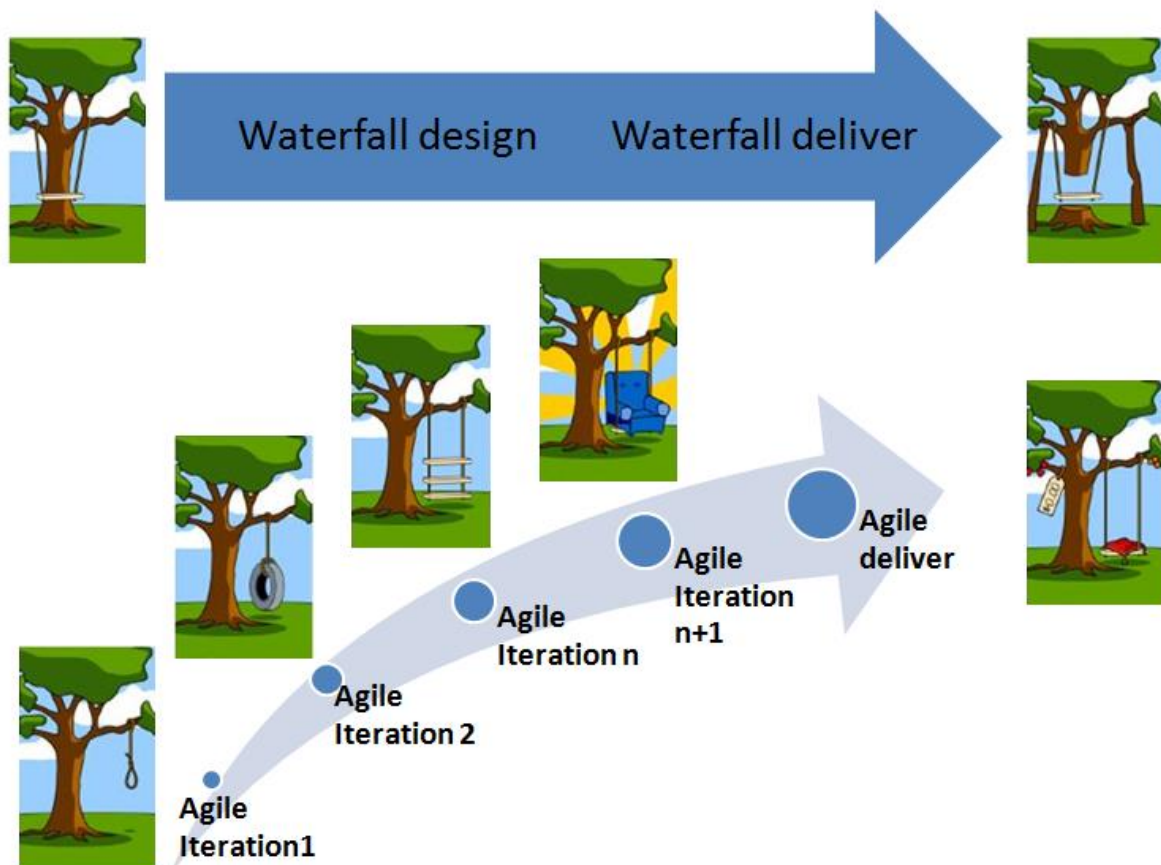 Waterfall design
Waterfall deliver
Agile
Iteration1
Agile
Iteration 2
Agile
Iteration n
Agile
Iteration
n+1
Agile
deliver